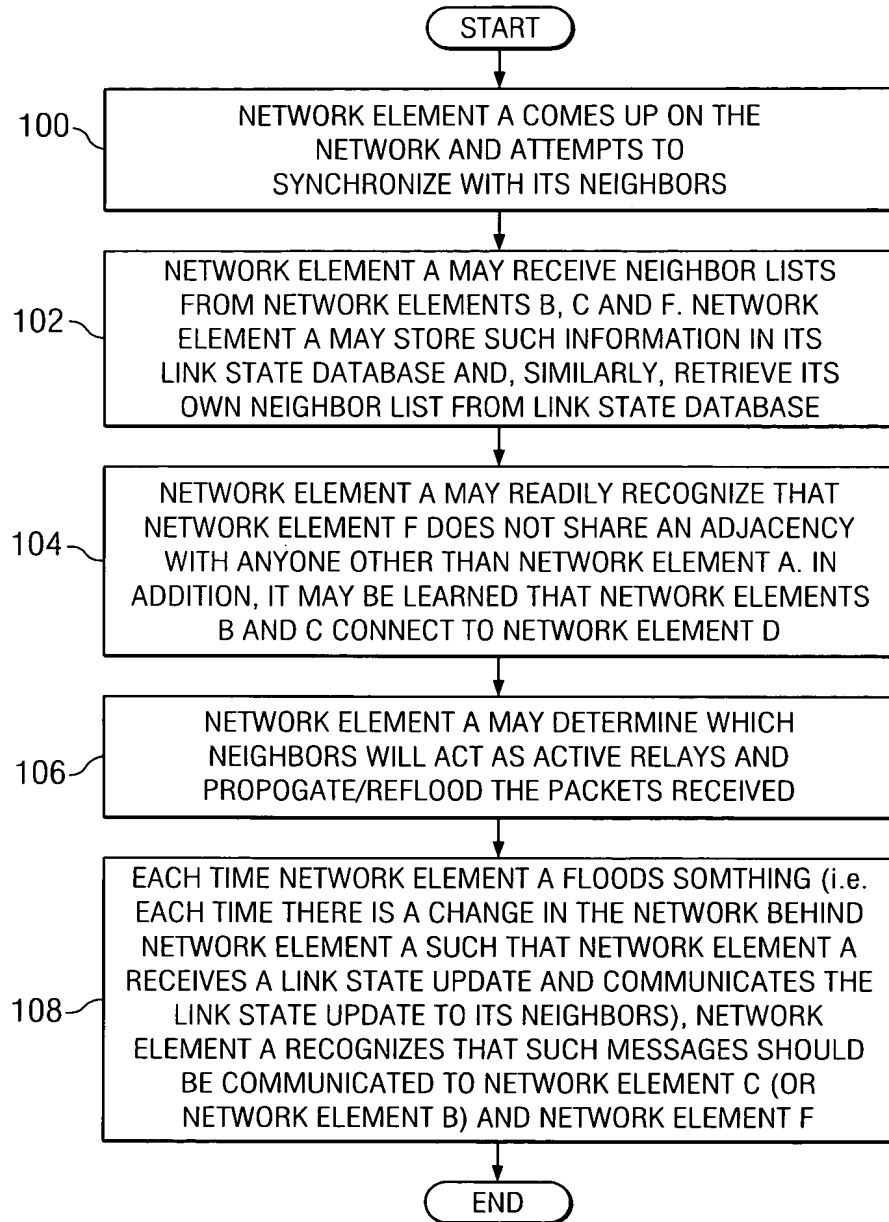 START
100
NETWORK ELEMENT A COMES UP ON THE
NETWORK AND ATTEMPTS TO
SYNCHRONIZE WITH ITS NEIGHBORS
102
NETWORK ELEMENT A MAY RECEIVE NEIGHBOR LISTS
FROM NETWORK ELEMENTS B, C AND F. NETWORK
ELEMENT A MAY STORE SUCH INFORMATION IN ITS
LINK STATE DATABASE AND, SIMILARLY, RETRIEVE ITS
OWN NEIGHBOR LIST FROM LINK STATE DATABASE
104
NETWORK ELEMENT A MAY READILY RECOGNIZE THAT
NETWORK ELEMENT F DOES NOT SHARE AN ADJACENCY
WITH ANYONE OTHER THAN NETWORK ELEMENT A. IN
ADDITION, IT MAY BE LEARNED THAT NETWORK ELEMENTS
B AND C CONNECT TO NETWORK ELEMENT D
106
NETWORK ELEMENT A MAY DETERMINE WHICH
NEIGHBORS WILL ACT AS ACTIVE RELAYS AND
PROPOGATE/REFLOOD THE PACKETS RECEIVED
108
EACH TIME NETWORK ELEMENT A FLOODS SOMTHING (i.e.
EACH TIME THERE IS A CHANGE IN THE NETWORK BEHIND
NETWORK ELEMENT A SUCH THAT NETWORK ELEMENT A
RECEIVES A LINK STATE UPDATE AND COMMUNICATES THE
LINK STATE UPDATE TO ITS NEIGHBORS), NETWORK
ELEMENT A RECOGNIZES THAT SUCH MESSAGES SHOULD
BE COMMUNICATED TO NETWORK ELEMENT C (OR
NETWORK ELEMENT B) AND NETWORK ELEMENT F
END